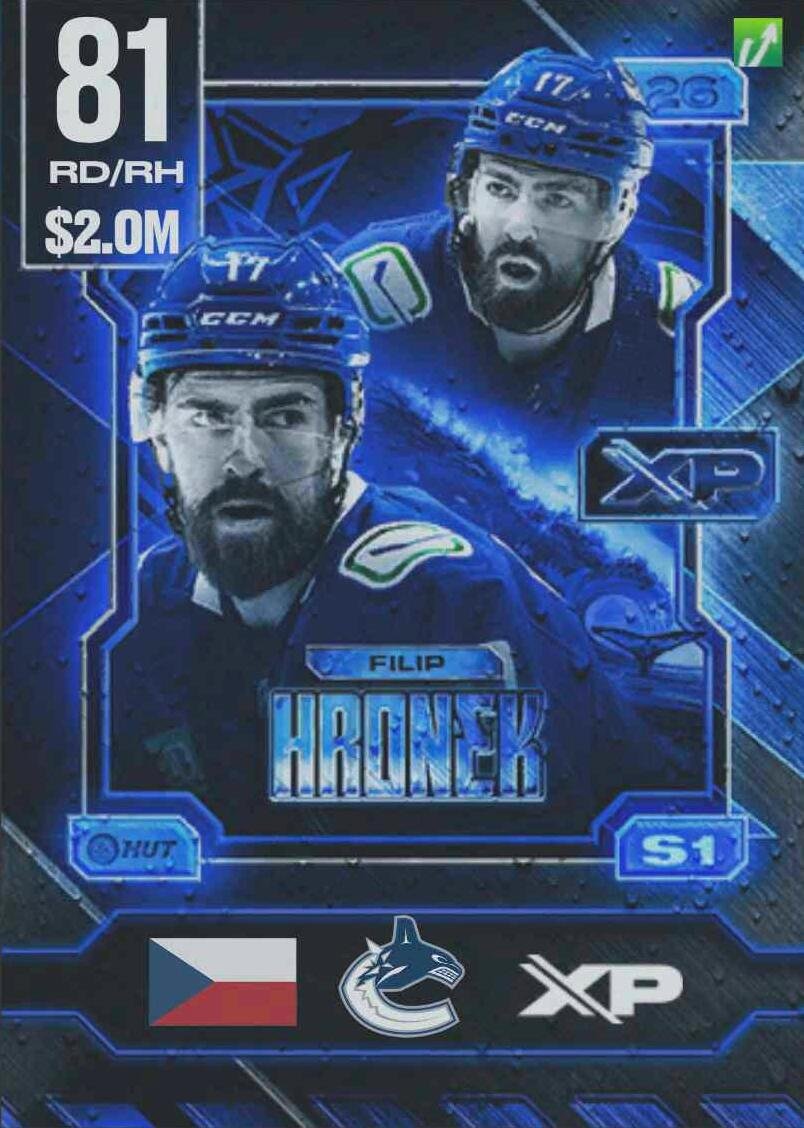 81
RD/RH
$2.0M
26
17
CCM
17
CCM
XP
FILIP
HRONEK
HUT
S1
XP